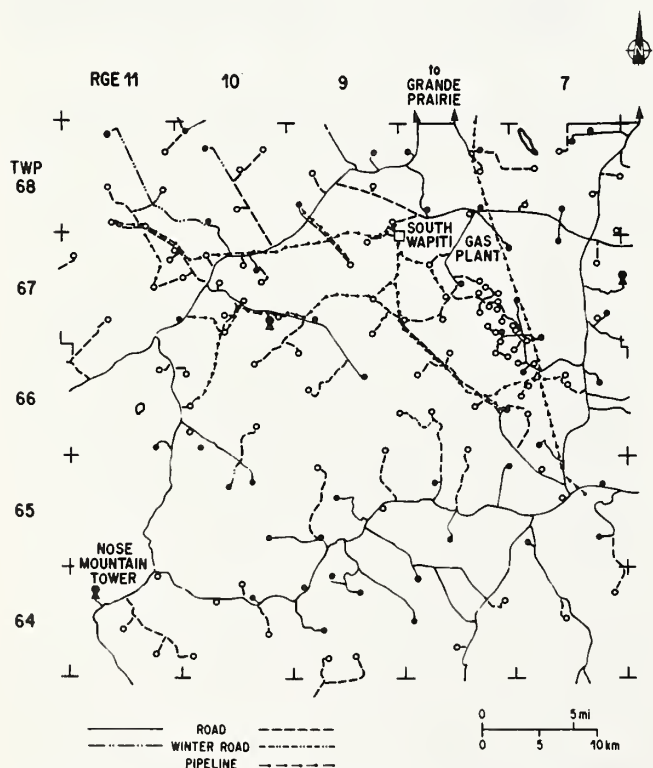 N
to
GRANDE
PRAIRIE
RGE 11 10 9 7
TWP
68
SOUTH
WAPITI
GAS
PLANT
67
66
65
NOSE
MOUNTAIN
TOWER
64
0 5 mi
0 5 10 km
ROAD
WINTER ROAD
PIPELINE